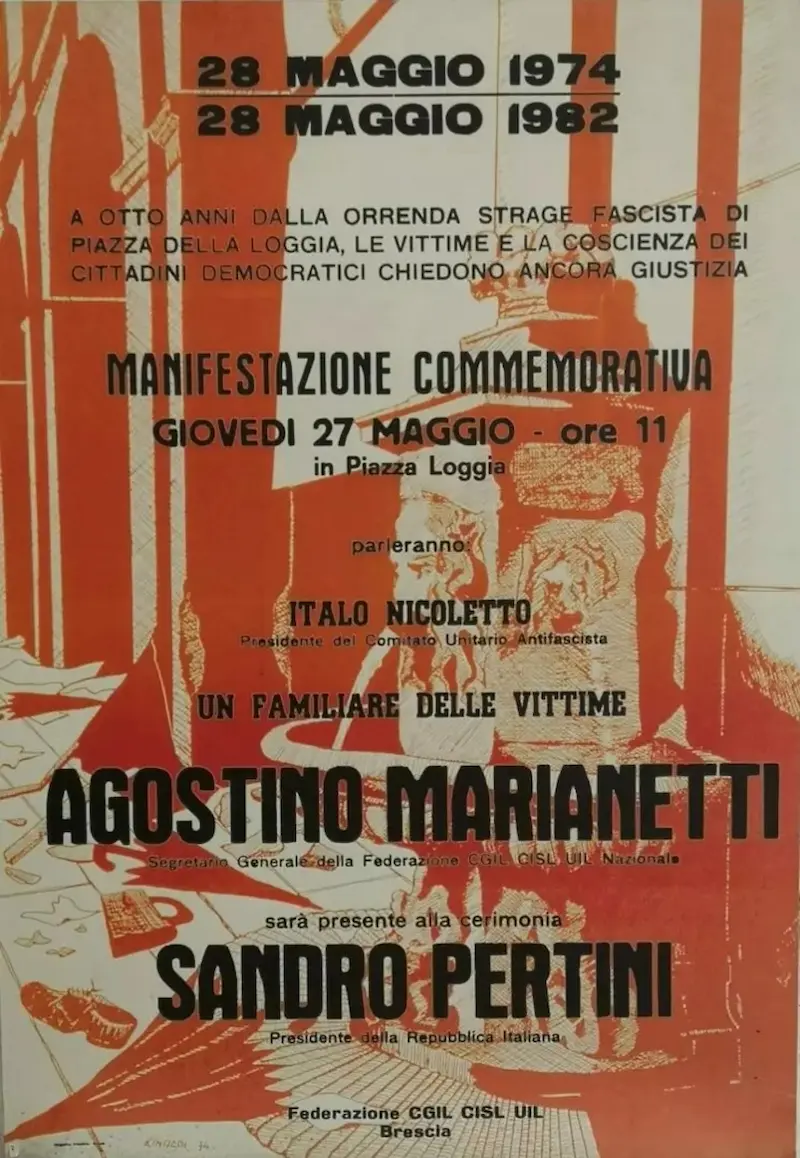 28 MAGGIO 1974
28 MAGGIO 1982
A OTTO ANNI DALLA ORRENDA STRAGE FASCISTA DI
PIAZZA DELLA LOGGIA, LE VITTIME E LA COSCIENZA DEI
CITTADINI DEMOCRATICI CHIEDONO ANCORA GIUSTIZIA
MANIFESTAZIONE COMMEMORATIVA
GIOVEDI 27 MAGGIO - ore 11
in Piazza Loggia
parleranno:
ITALO NICOLETTO
Presidente del Comitato Unitario Antifascista
UN FAMILIARE DELLE VITTIME
AGOSTINO MARIANETTI
Segretario Generale della Federazione CGIL CISL UIL Nazionale
sarà presente alla cerimonia
SANDRO PERTINI
Presidente della Repubblica Italiana
Federazione CGIL CISL UIL
Brescia